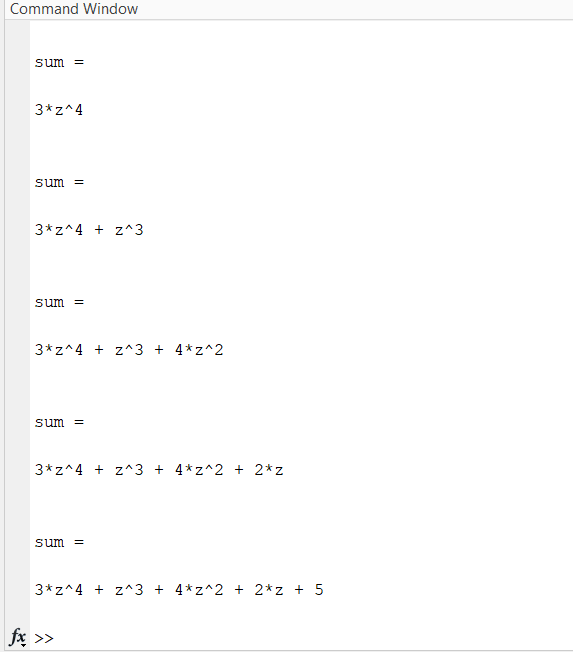 Command Window
sum =
3*z^4
sum =
3*z^4 + z^3
sum =
3*z^4 + z^3 + 4*z^2
sum =
3*z^4 + z^3 + 4*z^2 + 2*z
sum =
3*z^4 + z^3 + 4*z^2 + 2*z + 5
fx >>